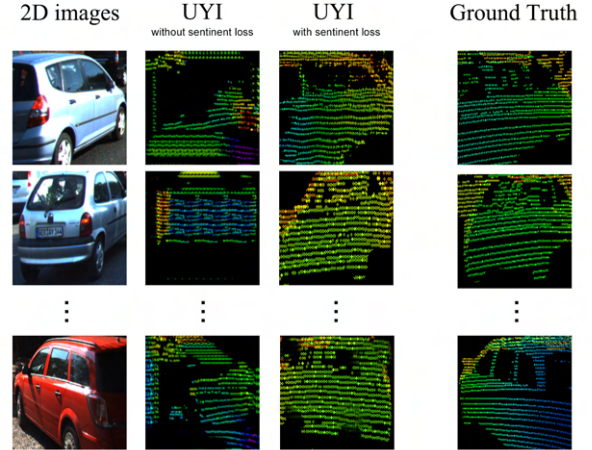 2D images
UYI
without sentinent loss
UYI
with sentinent loss
Ground Truth